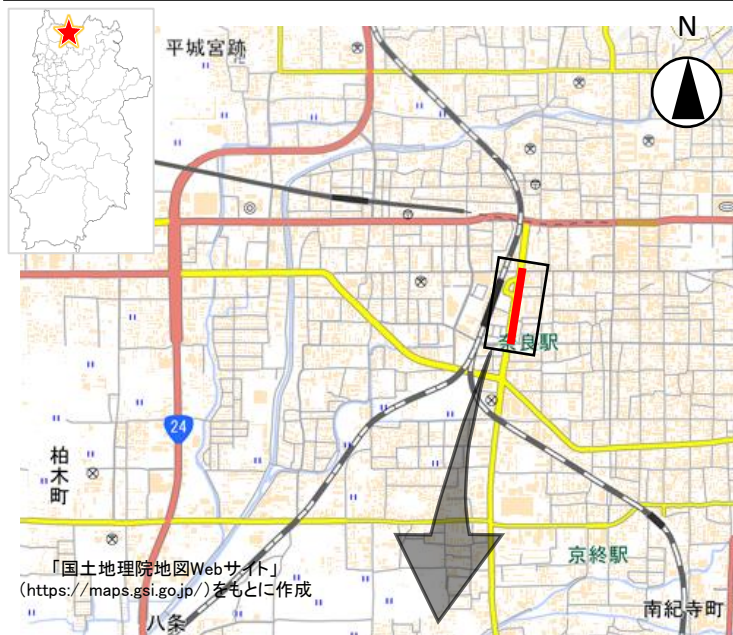 平城宮跡
N
奈良駅
24
柏木町
京終駅
「国土地理院地図Webサイト」
(https://maps.gsi.go.jp/)をもとに作成
八条
南紀寺町